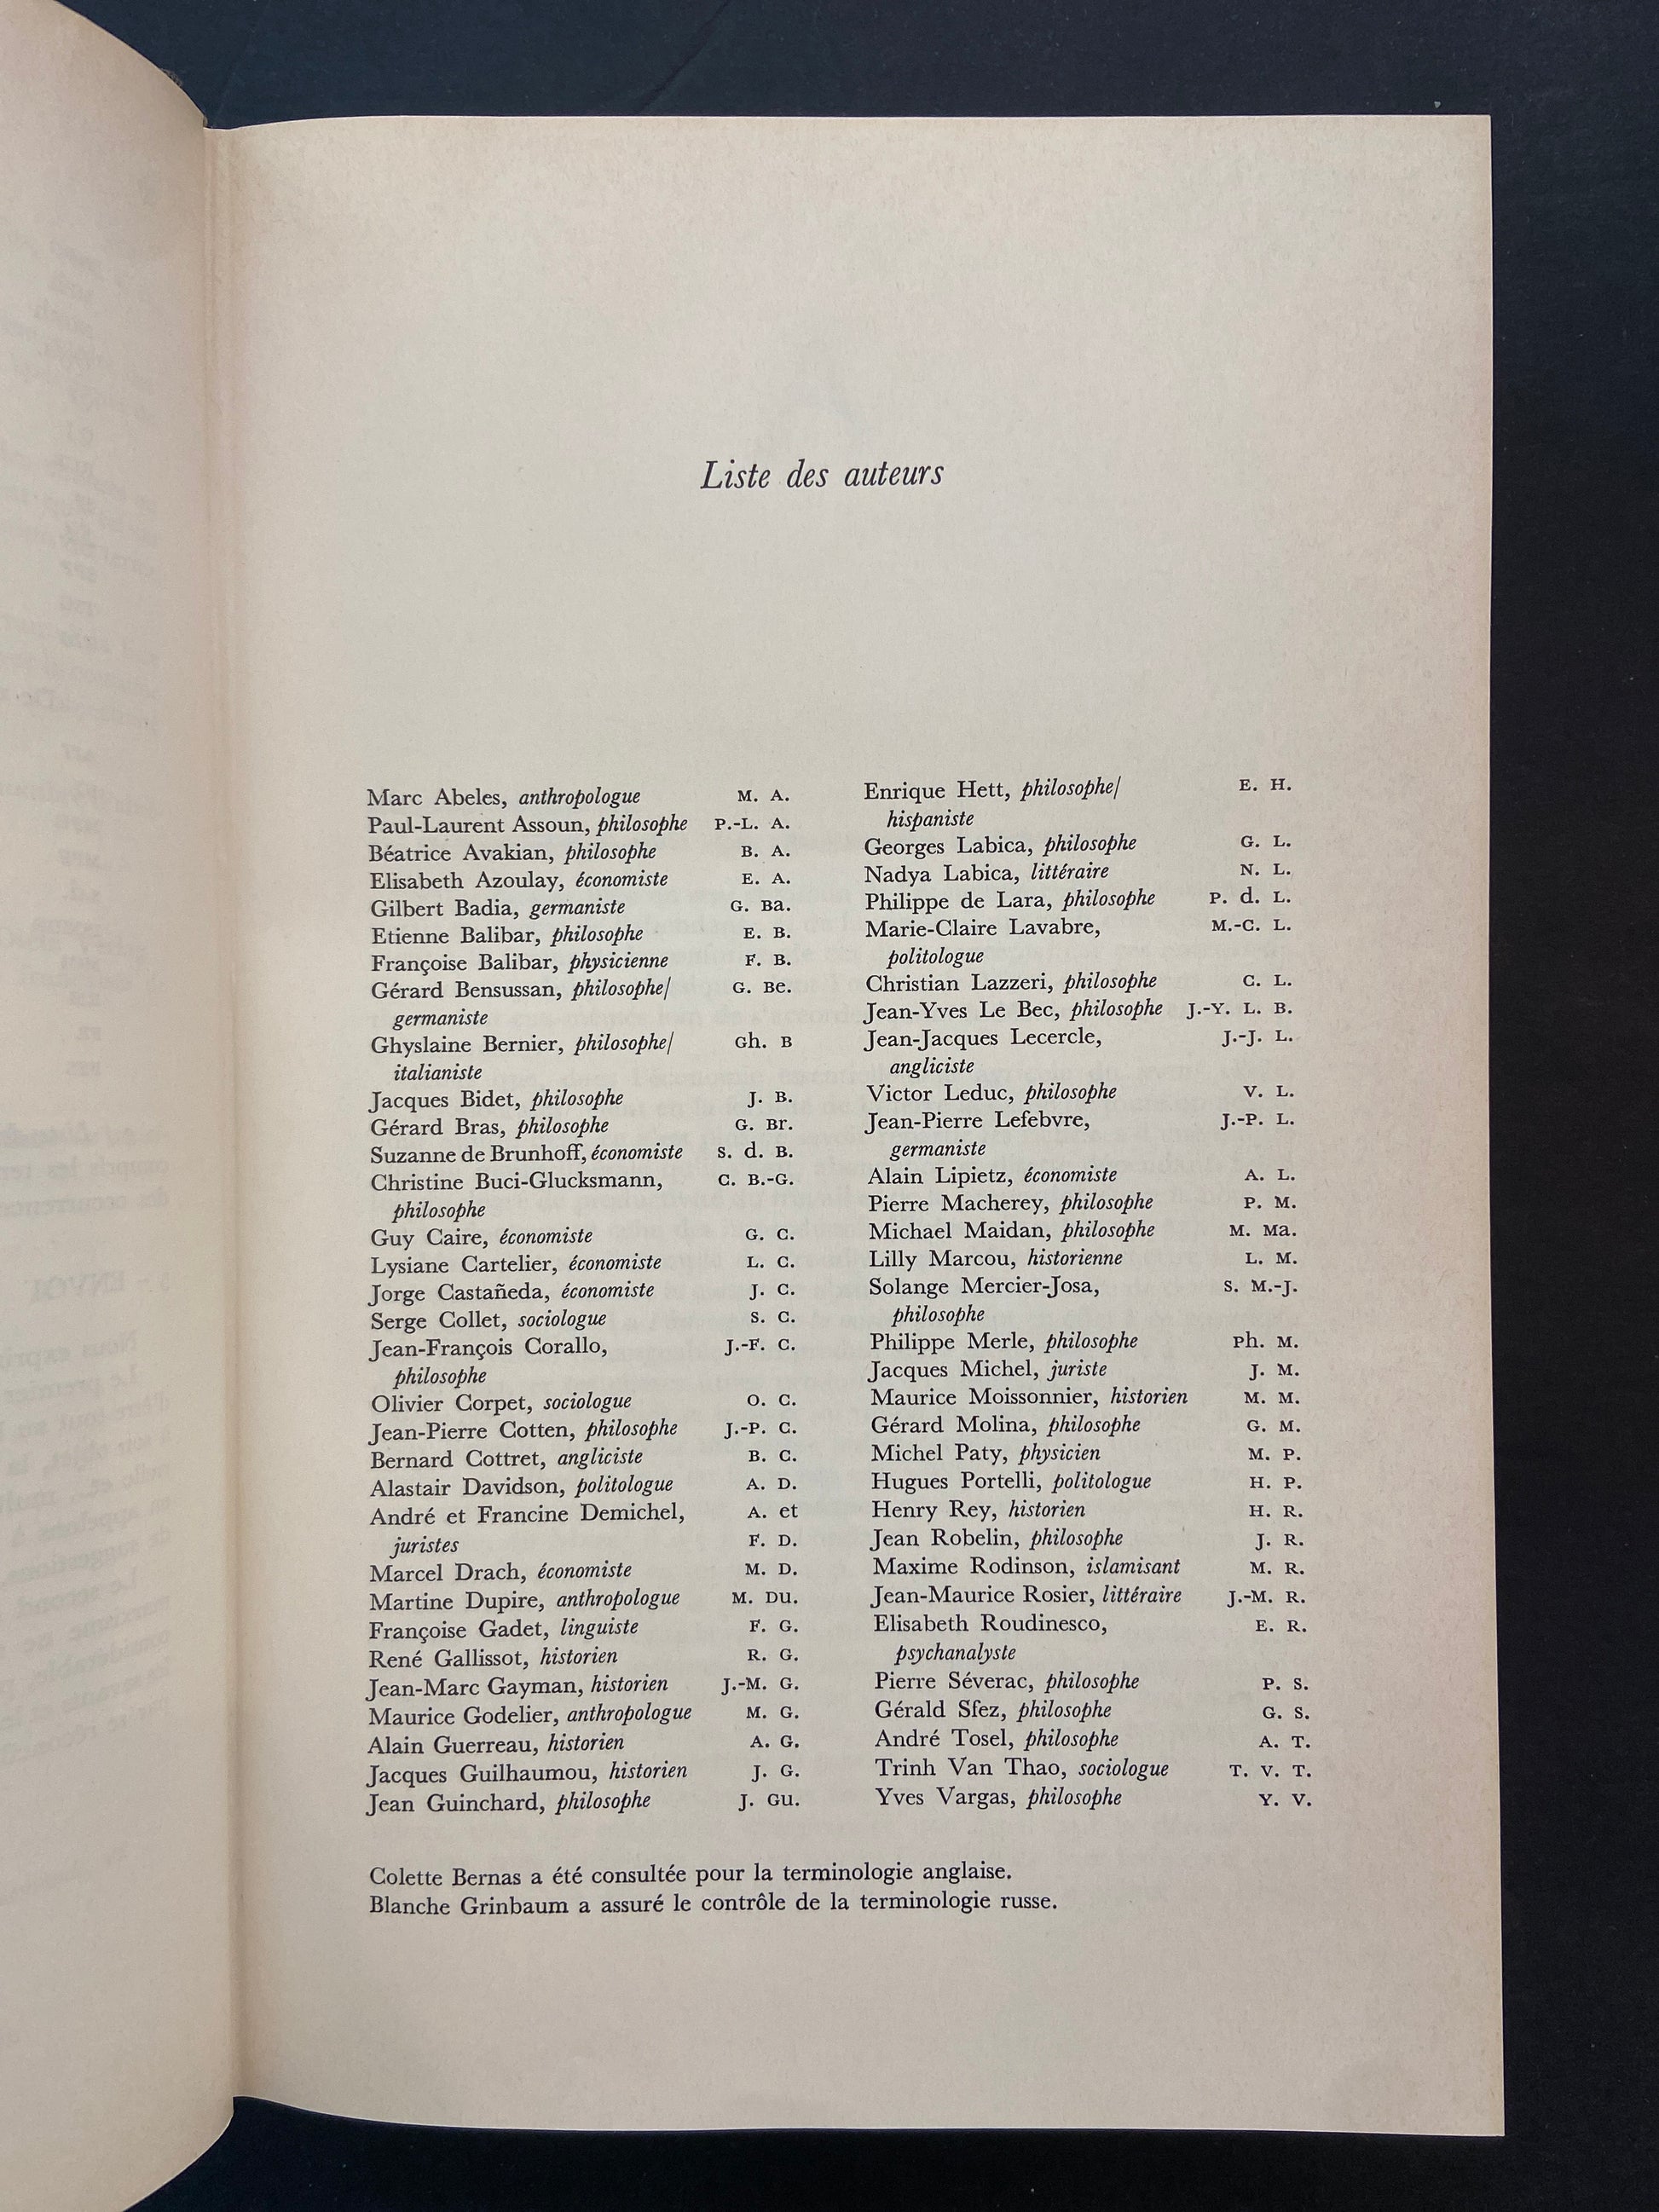 Liste des auteurs
Marc Abeles, anthropologue M. A.
Paul-Laurent Assoun, philosophe P.-L. A.
Béatrice Avakian, philosophe B. A.
Elisabeth Azoulay, économiste E. A.
Gilbert Badia, germaniste G. Ba.
Etienne Balibar, philosophe E. B.
Françoise Balibar, physicienne F. B.
Gérard Bensussan, philosophe/ G. Be.
germaniste
Ghyslaine Bernier, philosophe/ Gh. B
italianiste
Jacques Bidet, philosophe J. B.
Gérard Bras, philosophe G. Br.
Suzanne de Brunhoff, économiste S. d. B.
Christine Buci-Glucksmann, C. B.-G.
philosophe
Guy Caire, économiste G. C.
Lysiane Cartelier, économiste L. C.
Jorge Castañeda, économiste J. C.
Serge Collet, sociologue S. C.
Jean-François Corallo, J.-F. C.
philosophe
Olivier Corpet, sociologue O. C.
Jean-Pierre Cotten, philosophe J.-P. C.
Bernard Cottret, angliciste B. C.
Alastair Davidson, politologue A. D.
André et Francine Demichel, A. et
juristes F. D.
Marcel Drach, économiste M. D.
Martine Dupire, anthropologue M. Du.
Françoise Gadet, linguiste F. G.
René Gallissot, historien R. G.
Jean-Marc Gayman, historien J.-M. G.
Maurice Godelier, anthropologue M. G.
Alain Guerreau, historien A. G.
Jacques Guilhaumou, historien J. G.
Jean Guinchard, philosophe J. Gu.
Enrique Hett, philosophe/ E. H.
hispaniste
Georges Labica, philosophe G. L.
Nadya Labica, littéraire N. L.
Philippe de Lara, philosophe P. d. L.
Marie-Claire Lavabre, M.-C. L.
politologue
Christian Lazzeri, philosophe C. L.
Jean-Yves Le Bec, philosophe J.-Y. L. B.
Jean-Jacques Lecercle, J.-J. L.
angliciste
Victor Leduc, philosophe V. L.
Jean-Pierre Lefebvre, J.-P. L.
germaniste
Alain Lipietz, économiste A. L.
Pierre Macherey, philosophe P. M.
Michael Maidan, philosophe M. Ma.
Lilly Marcou, historienne L. M.
Solange Mercier-Josa, S. M.-J.
philosophe
Philippe Merle, philosophe Ph. M.
Jacques Michel, juriste J. M.
Maurice Moissonnier, historien M. M.
Gérard Molina, philosophe G. M.
Michel Paty, physicien M. P.
Hugues Portelli, politologue H. P.
Henry Rey, historien H. R.
Jean Robelin, philosophe J. R.
Maxime Rodinson, islamisant M. R.
Jean-Maurice Rosier, littéraire J.-M. R.
Elisabeth Roudinesco, E. R.
psychanalyste
Pierre Séverac, philosophe P. S.
Gérald Sfez, philosophe G. S.
André Tosel, philosophe A. T.
Trinh Van Thao, sociologue T. V. T.
Yves Vargas, philosophe Y. V.
Colette Bernas a été consultée pour la terminologie anglaise.
Blanche Grinbaum a assuré le contrôle de la terminologie russe.